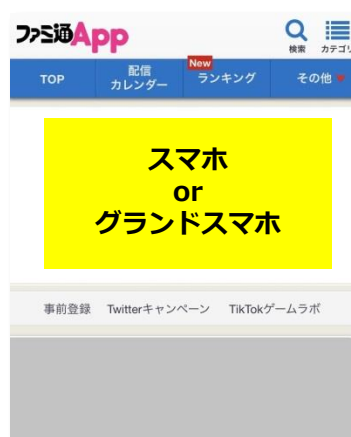 ファミ通App
検索 カテゴリ
TOP
配信
カレンダー
New
ランキング
その他
スマホ
or
グランドスマホ
事前登録 Twitterキャンペーン TikTokゲームラボ